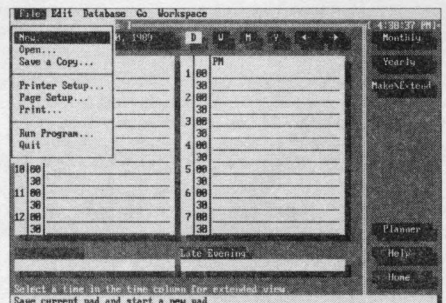 File Edit Database Go Workspace
4:38:37 PM
New... 0, 1989 D W M Y
Monthly
Open...
Save a Copy...
PM
Yearly
Printer Setup...
Page Setup...
Print...
Make\Extend
Run Program...
Quit
1 00
30
2 00
30
3 00
30
4 00
30
10 00 5 00
30 30
11 00 6 00
30 30
12 00 7 00
30 30
Planner
Late Evening
Help
Home
Select a time in the time column for extended view
Save current pad and start a new pad